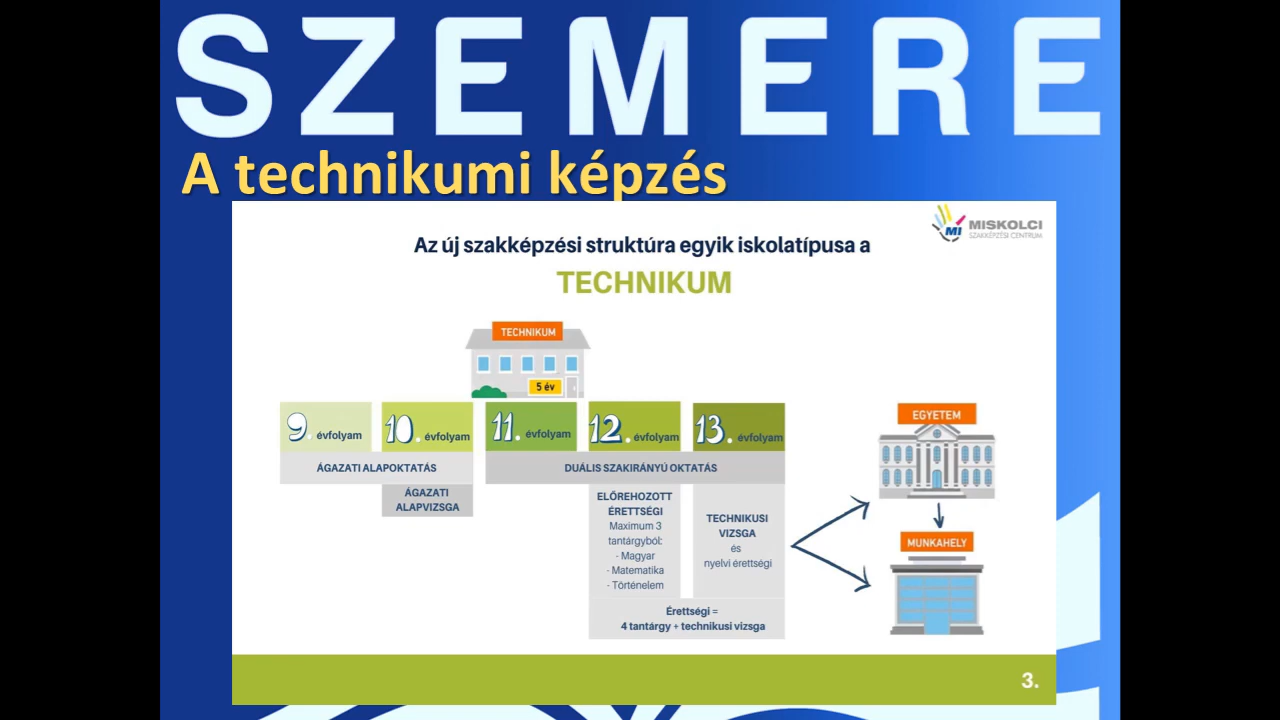 SZEMERE
A technikumi képzés
MISKOLCI
SZAKKÉPZÉSI CENTRUM
MI
Az új szakképzési struktúra egyik iskolatípusa a
TECHNIKUM
TECHNIKUM
5 év
9. évfolyam
10. évfolyam
11. évfolyam
12. évfolyam
13. évfolyam
ÁGAZATI ALAPOKTATÁS
DUÁLIS SZAKIRÁNYÚ OKTATÁS
ÁGAZATI
ALAPVIZSGA
ELŐREHOZOTT
ÉRETTSÉGI
Maximum 3
tantárgyból:
- Magyar
- Matematika
- Történelem
TECHNIKUSI
VIZSGA
és
nyelvi érettségi
Érettségi =
4 tantárgy + technikusi vizsga
EGYETEM
MUNKAHELY
3.